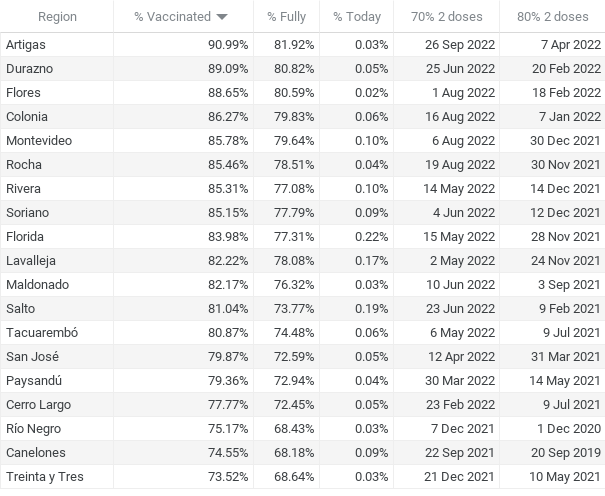 Region % Vaccinated % Fully % Today 70% 2 doses 80% 2 doses
Artigas 90.99% 81.92% 0.03% 26 Sep 2022 7 Apr 2022
Durazno 89.09% 80.82% 0.05% 25 Jun 2022 20 Feb 2022
Flores 88.65% 80.59% 0.02% 1 Aug 2022 18 Feb 2022
Colonia 86.27% 79.83% 0.06% 16 Aug 2022 7 Jan 2022
Montevideo 85.78% 79.64% 0.10% 6 Aug 2022 30 Dec 2021
Rocha 85.46% 78.51% 0.04% 19 Aug 2022 30 Nov 2021
Rivera 85.31% 77.08% 0.10% 14 May 2022 14 Dec 2021
Soriano 85.15% 77.79% 0.09% 4 Jun 2022 12 Dec 2021
Florida 83.98% 77.31% 0.22% 15 May 2022 28 Nov 2021
Lavalleja 82.22% 78.08% 0.17% 2 May 2022 24 Nov 2021
Maldonado 82.17% 76.32% 0.03% 10 Jun 2022 3 Sep 2021
Salto 81.04% 73.77% 0.19% 23 Jun 2022 9 Feb 2021
Tacuarembó 80.87% 74.48% 0.06% 6 May 2022 9 Jul 2021
San José 79.87% 72.59% 0.05% 12 Apr 2022 31 Mar 2021
Paysandú 79.36% 72.94% 0.04% 30 Mar 2022 14 May 2021
Cerro Largo 77.77% 72.45% 0.05% 23 Feb 2022 9 Jul 2021
Río Negro 75.17% 68.43% 0.03% 7 Dec 2021 1 Dec 2020
Canelones 74.55% 68.18% 0.09% 22 Sep 2021 20 Sep 2019
Treinta y Tres 73.52% 68.64% 0.03% 21 Dec 2021 10 May 2021